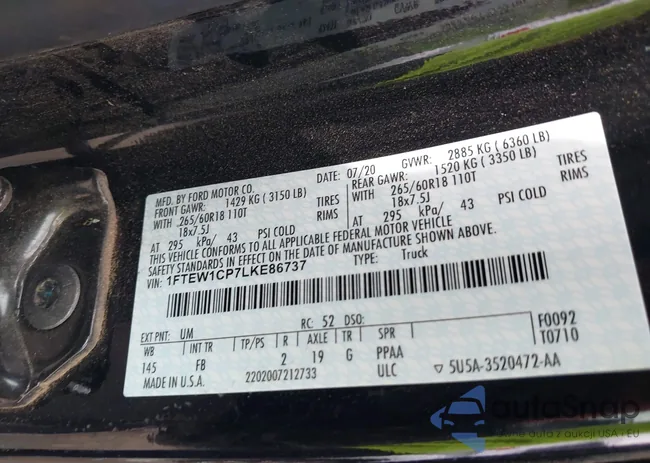 MFD. BY FORD MOTOR CO.
DATE: 07/20 GVWR: 2885 KG ( 6360 LB)
FRONT GAWR: 1429 KG ( 3150 LB)
REAR GAWR: 1520 KG ( 3350 LB)
WITH 265/60R18 110T TIRES
265/60R18 110T TIRES
18x7.5J RIMS
18x7.5J RIMS
AT 295 kPa/ 43 PSI COLD
AT 295 kPa/ 43 PSI COLD
THIS VEHICLE CONFORMS TO ALL APPLICABLE FEDERAL MOTOR VEHICLE
SAFETY STANDARDS IN EFFECT ON THE DATE OF MANUFACTURE SHOWN ABOVE.
VIN: 1FTEW1CP7LKE86737 TYPE: Truck
F0092
T0710
EXT PNT: UM RC: 52 DSO:
WB INT TR TP/PS R AXLE TR SPR
145 FB 2 19 G PPAA
MADE IN U.S.A. 2202007212733 ULC ▽ 5U5A-3520472-AA
autoSnap
USA i EU